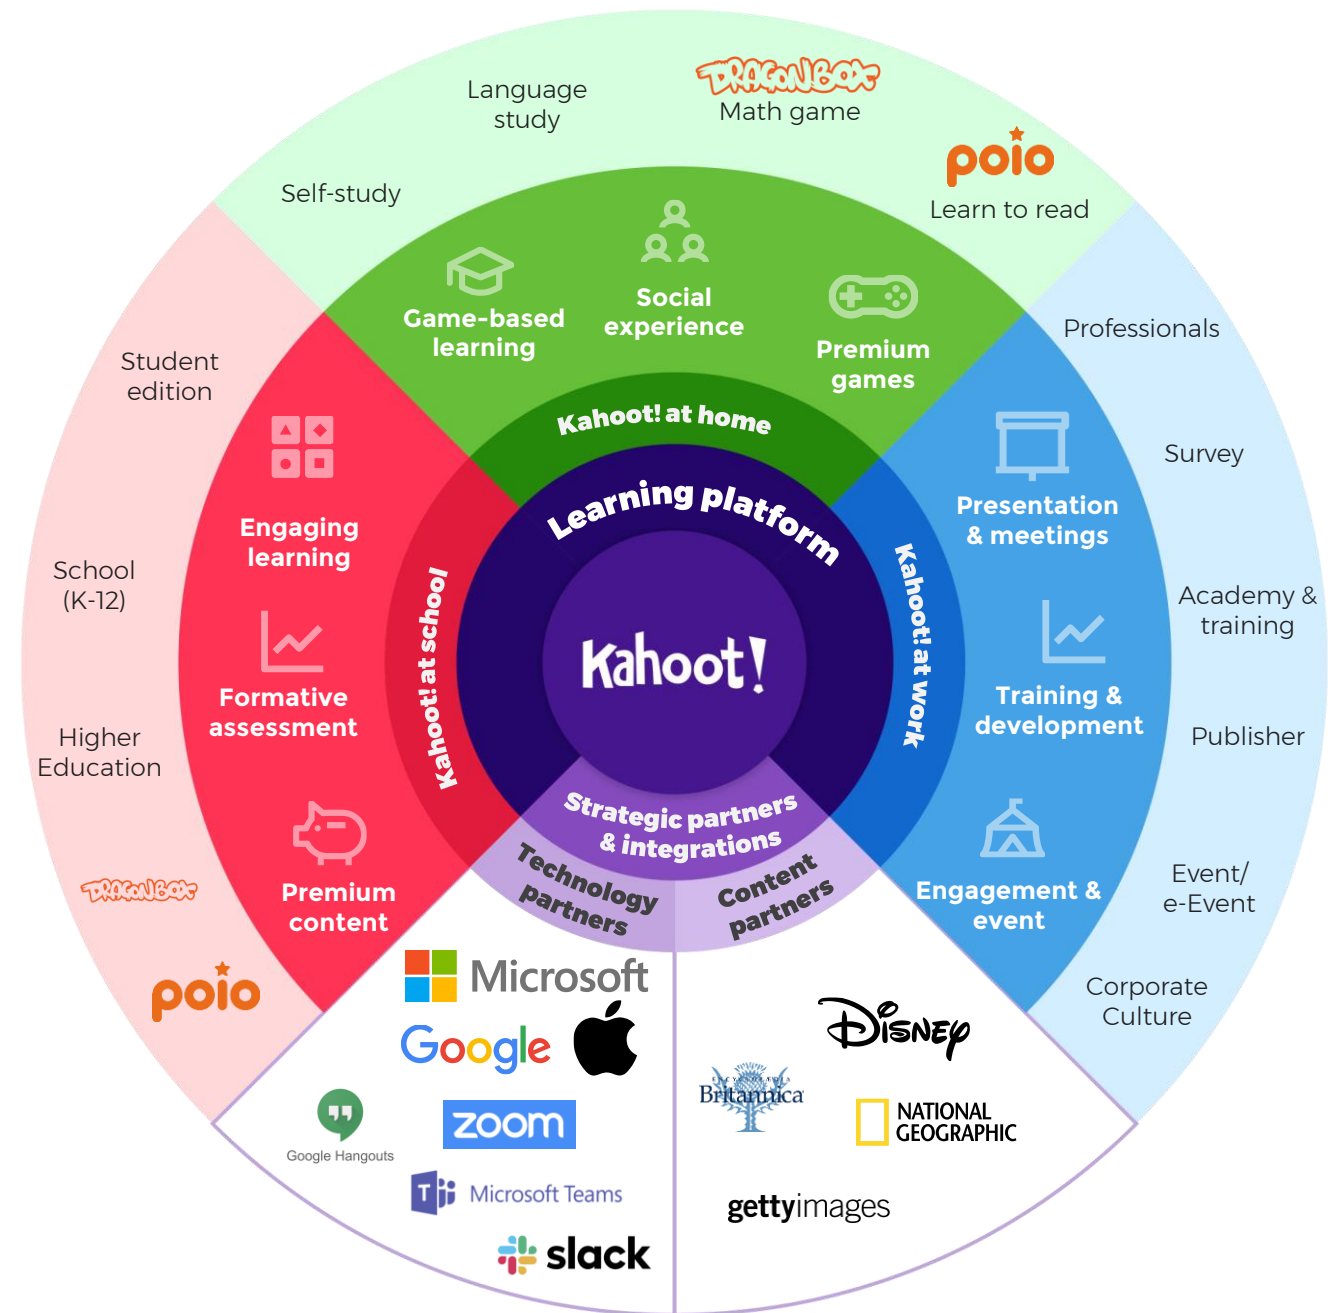 Language
study
DRAGONBOX
Math game
poio
Learn to read
Self-study
Game-based
learning
Social
experience
Premium
games
Kahoot! at home
Student
edition
School
(K-12)
Higher
Education
DRAGONBOX
poio
Engaging
learning
Formative
assessment
Premium
content
Kahoot! at school
Learning platform
Kahoot!
Kahoot! at work
Presentation
& meetings
Training &
development
Engagement &
event
Professionals
Survey
Academy &
training
Publisher
Event/
e-Event
Corporate
Culture
Strategic partners
& integrations
Technology
partners
Content
partners
Microsoft
Google
Google Hangouts
zoom
T
Microsoft Teams
slack
Disney
ENCYCLOPÆDIA
Britannica
NATIONAL
GEOGRAPHIC
gettyimages